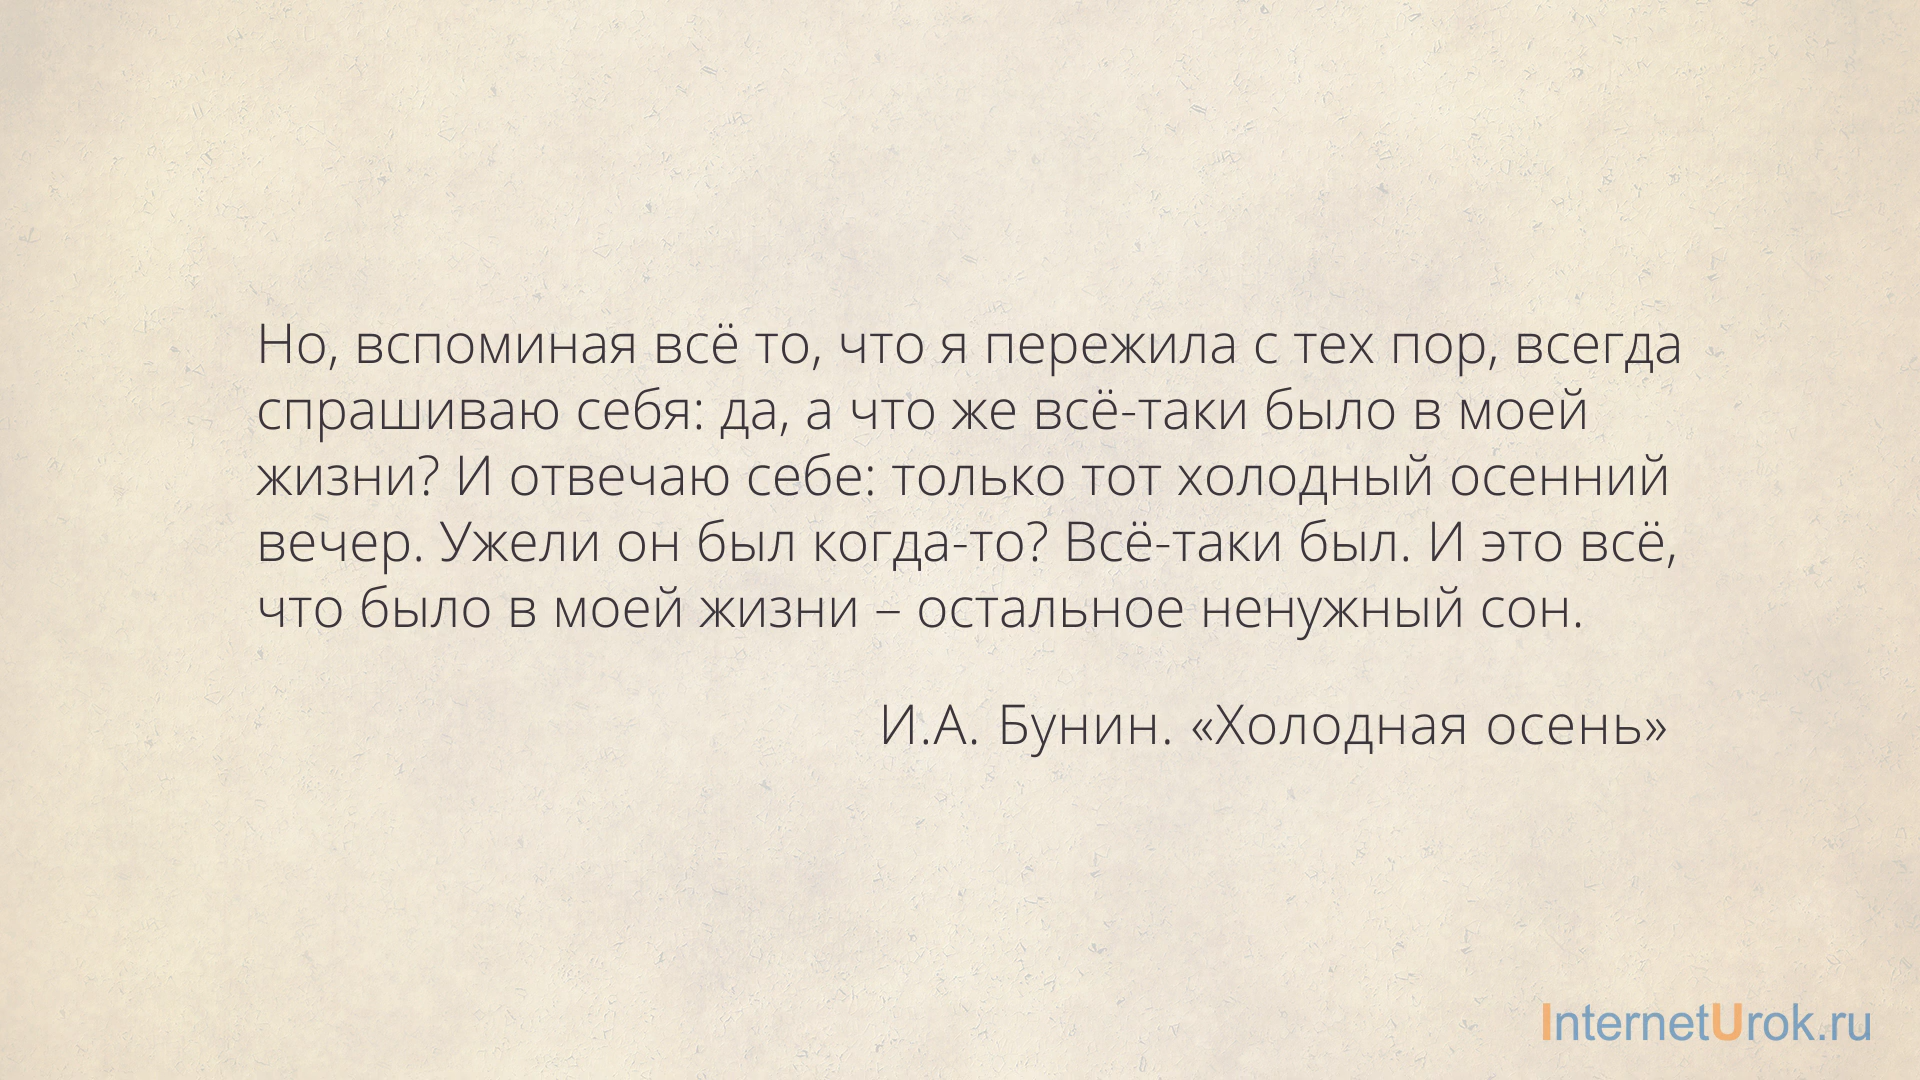 Но, вспоминая всё то, что я пережила с тех пор, всегда
спрашиваю себя: да, а что же всё-таки было в моей
жизни? И отвечаю себе: только тот холодный осенний
вечер. Ужели он был когда-то? Всё-таки был. И это всё,
что было в моей жизни – остальное ненужный сон.
И.А. Бунин. «Холодная осень»
InternetUrok.ru